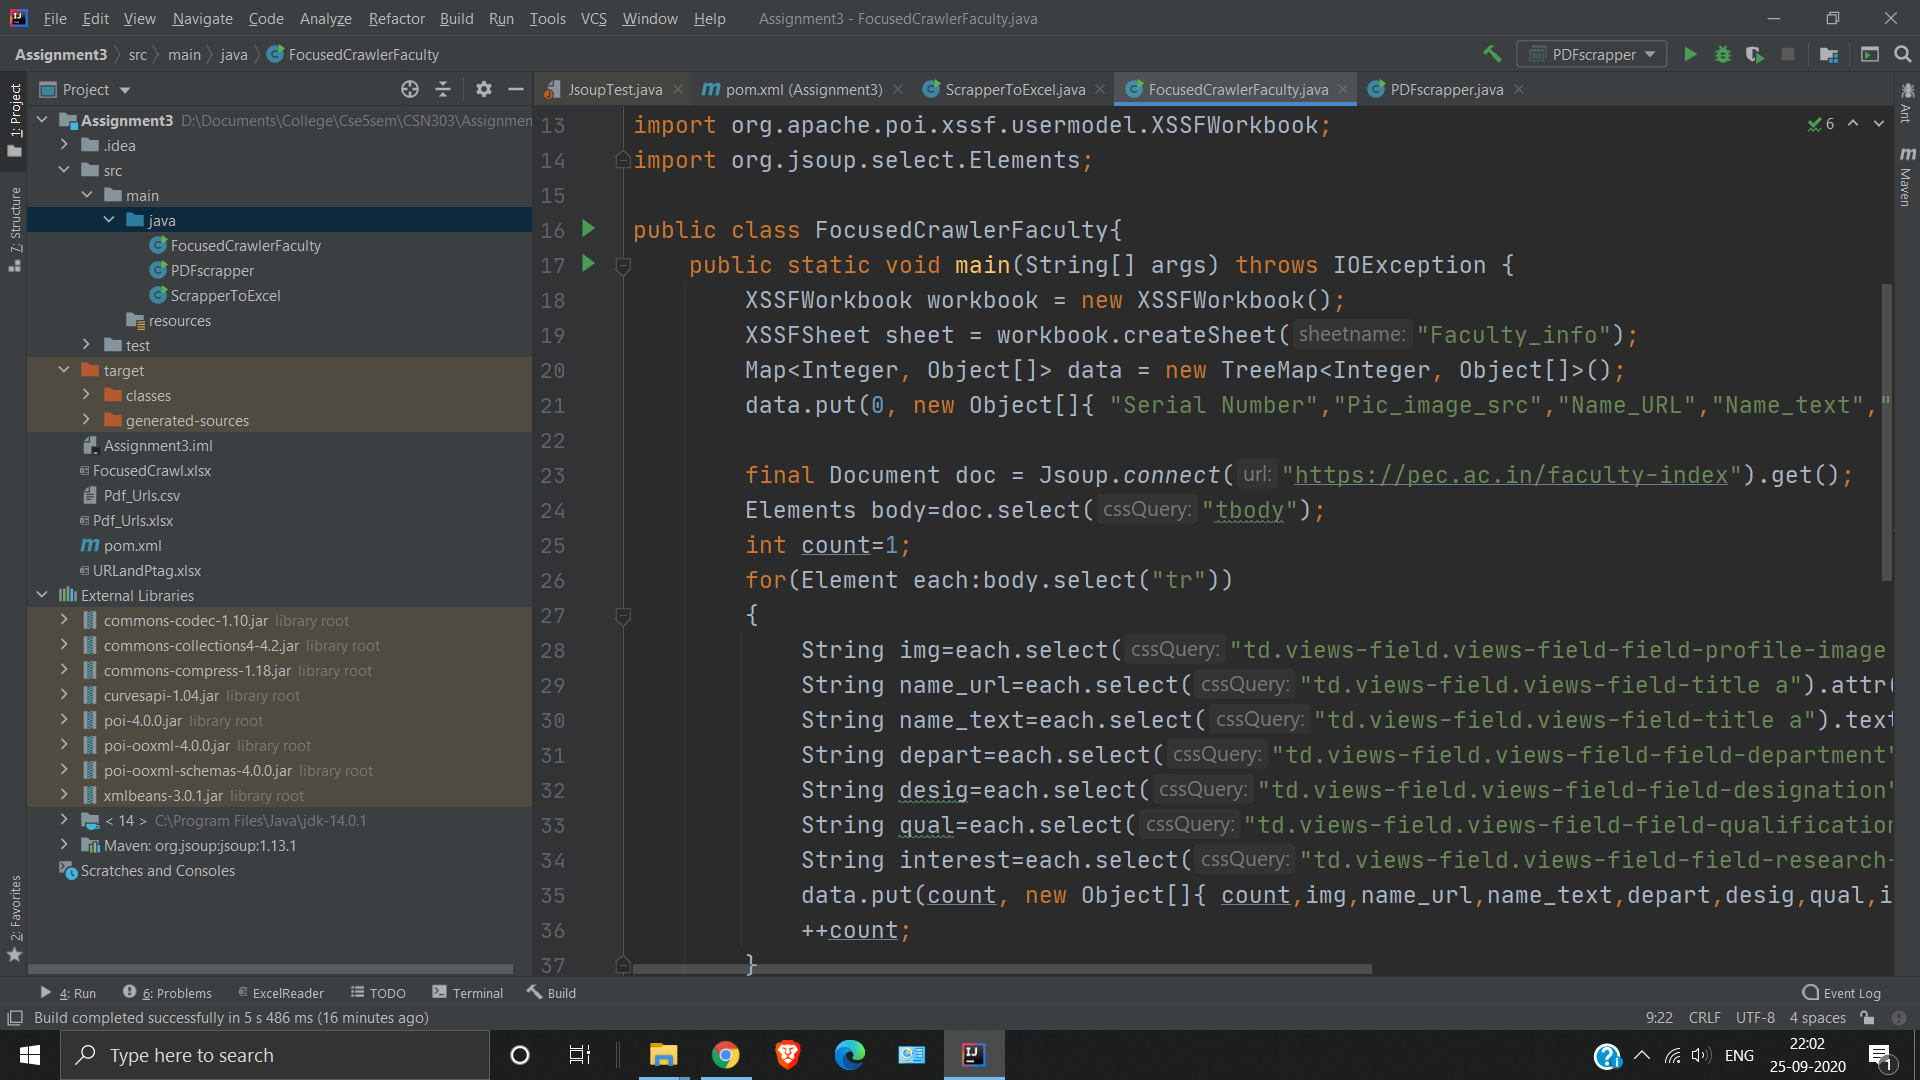 File Edit View Navigate Code Analyze Refactor Build Run Tools VCS Window Help Assignment3 - FocusedCrawlerFaculty.java
Assignment3 src main java FocusedCrawlerFaculty PDFscrapper
Project
JsoupTest.java pom.xml (Assignment3) ScrapperToExcel.java FocusedCrawlerFaculty.java PDFscrapper.java
1: Project
7: Structure
2: Favorites
Ant
Maven
Assignment3 D:\Documents\College\Cse5sem\CSN303\Assignmen
.idea
src
main
java
FocusedCrawlerFaculty
PDFscrapper
ScrapperToExcel
resources
test
target
classes
generated-sources
Assignment3.iml
FocusedCrawl.xlsx
Pdf_Urls.csv
Pdf_Urls.xlsx
pom.xml
URLandPtag.xlsx
External Libraries
commons-codec-1.10.jar library root
commons-collections4-4.2.jar library root
commons-compress-1.18.jar library root
curvesapi-1.04.jar library root
poi-4.0.0.jar library root
poi-ooxml-4.0.0.jar library root
poi-ooxml-schemas-4.0.0.jar library root
xmlbeans-3.0.1.jar library root
< 14 > C:\Program Files\Java\jdk-14.0.1
Maven: org.jsoup:jsoup:1.13.1
Scratches and Consoles
6
13 import org.apache.poi.xssf.usermodel.XSSFWorkbook;
14 import org.jsoup.select.Elements;
15
16 public class FocusedCrawlerFaculty{
17 public static void main(String[] args) throws IOException {
18 XSSFWorkbook workbook = new XSSFWorkbook();
19 XSSFSheet sheet = workbook.createSheet( sheetname: "Faculty_info");
20 Map<Integer, Object[]> data = new TreeMap<Integer, Object[]>();
21 data.put(0, new Object[]{ "Serial Number","Pic_image_src","Name_URL","Name_text","
22
23 final Document doc = Jsoup.connect( url: "https://pec.ac.in/faculty-index").get();
24 Elements body=doc.select( cssQuery: "tbody");
25 int count=1;
26 for(Element each:body.select("tr"))
27 {
28 String img=each.select( cssQuery: "td.views-field.views-field-field-profile-image
29 String name_url=each.select( cssQuery: "td.views-field.views-field-title a").attr(
30 String name_text=each.select( cssQuery: "td.views-field.views-field-title a").text
31 String depart=each.select( cssQuery: "td.views-field.views-field-field-department"
32 String desig=each.select( cssQuery: "td.views-field.views-field-field-designation"
33 String qual=each.select( cssQuery: "td.views-field.views-field-field-qualification
34 String interest=each.select( cssQuery: "td.views-field.views-field-field-research-
35 data.put(count, new Object[]{ count,img,name_url,name_text,depart,desig,qual,i
36 ++count;
37 }
4: Run 6: Problems ExcelReader TODO Terminal Build Event Log
Build completed successfully in 5 s 486 ms (16 minutes ago) 9:22 CRLF UTF-8 4 spaces
Type here to search ENG 22:02
25-09-2020 1